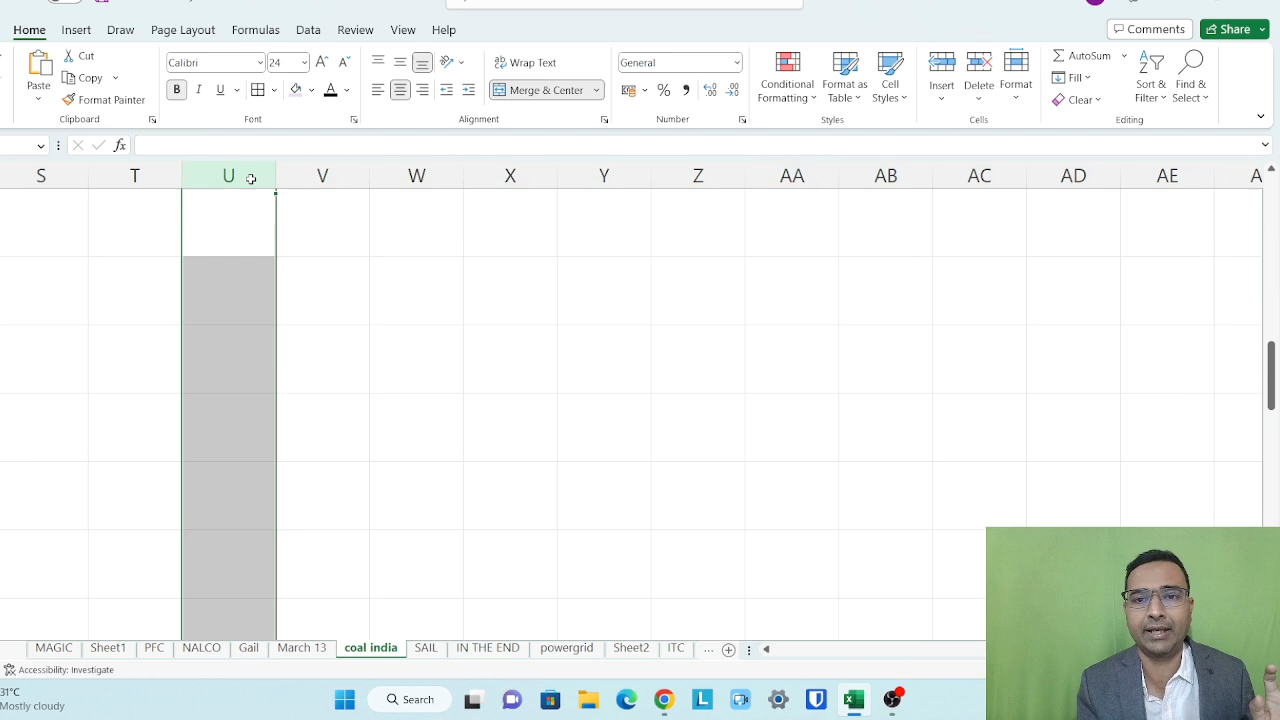 Home Insert Draw Page Layout Formulas Data Review View Help Comments Share
Cut
Copy
Format Painter
Paste
Clipboard
Calibri 24
B I U
Font
Wrap Text
Merge & Center
Alignment
General
Number
Conditional Formatting
Format as Table
Cell Styles
Styles
Insert Delete Format
Cells
AutoSum
Fill
Clear
Sort & Filter
Find & Select
Editing
fx
S T U V W X Y Z AA AB AC AD AE A
MAGIC Sheet1 PFC NALCO Gail March 13 coal india SAIL IN THE END powergrid Sheet2 ITC ...
Accessibility: Investigate
31°C
Mostly cloudy
Search